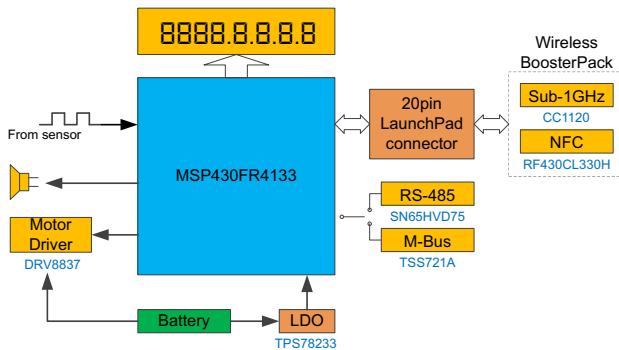 8888.8.8.8.8
Wireless
BoosterPack
Sub-1GHz
CC1120
NFC
RF430CL330H
20pin
LaunchPad
connector
From sensor
MSP430FR4133
RS-485
SN65HVD75
M-Bus
TSS721A
Motor
Driver
DRV8837
Battery
LDO
TPS78233